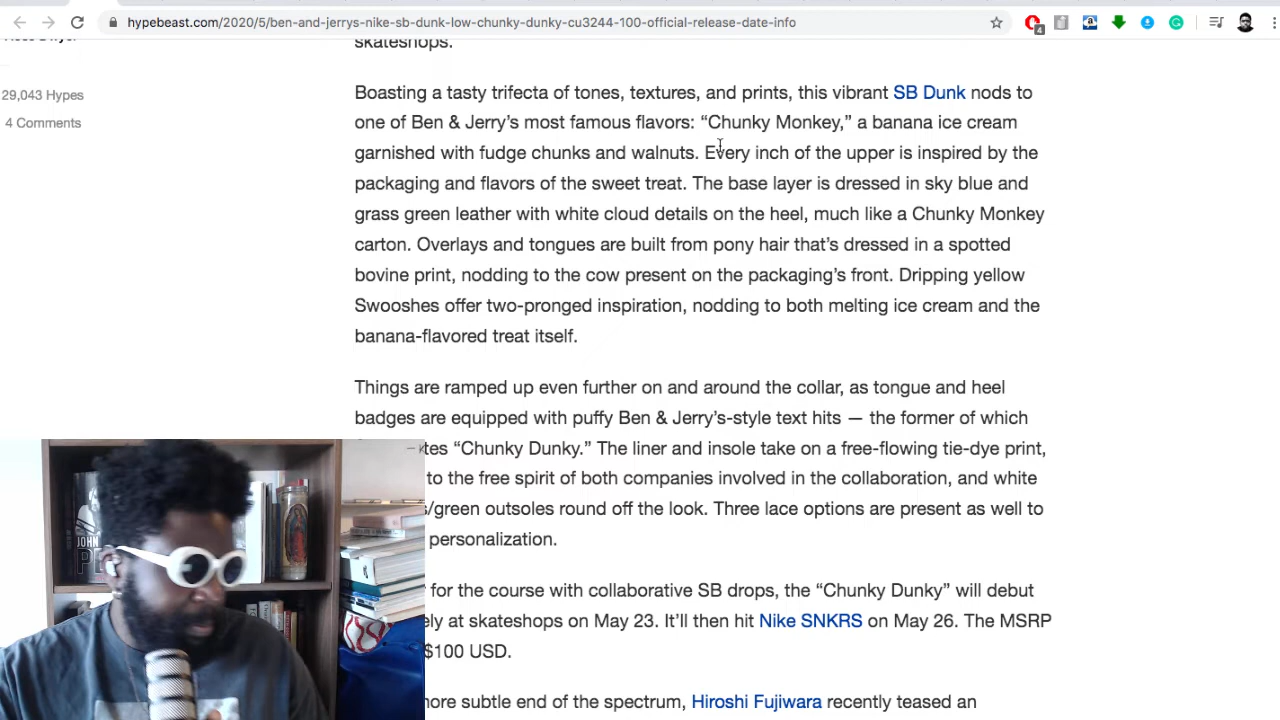 hypebeast.com/2020/5/ben-and-jerrys-nike-sb-dunk-low-chunky-dunky-cu3244-100-official-release-date-info
4
29,043 Hypes
4 Comments
skateshops.
Boasting a tasty trifecta of tones, textures, and prints, this vibrant SB Dunk nods to
one of Ben & Jerry’s most famous flavors: “Chunky Monkey,” a banana ice cream
garnished with fudge chunks and walnuts. Every inch of the upper is inspired by the
packaging and flavors of the sweet treat. The base layer is dressed in sky blue and
grass green leather with white cloud details on the heel, much like a Chunky Monkey
carton. Overlays and tongues are built from pony hair that’s dressed in a spotted
bovine print, nodding to the cow present on the packaging’s front. Dripping yellow
Swooshes offer two-pronged inspiration, nodding to both melting ice cream and the
banana-flavored treat itself.
Things are ramped up even further on and around the collar, as tongue and heel
badges are equipped with puffy Ben & Jerry’s-style text hits — the former of which
“Chunky Dunky.” The liner and insole take on a free-flowing tie-dye print,
to the free spirit of both companies involved in the collaboration, and white
/green outsoles round off the look. Three lace options are present as well to
personalization.
for the course with collaborative SB drops, the “Chunky Dunky” will debut
ely at skateshops on May 23. It’ll then hit Nike SNKRS on May 26. The MSRP
$100 USD.
more subtle end of the spectrum, Hiroshi Fujiwara recently teased an
JOHN